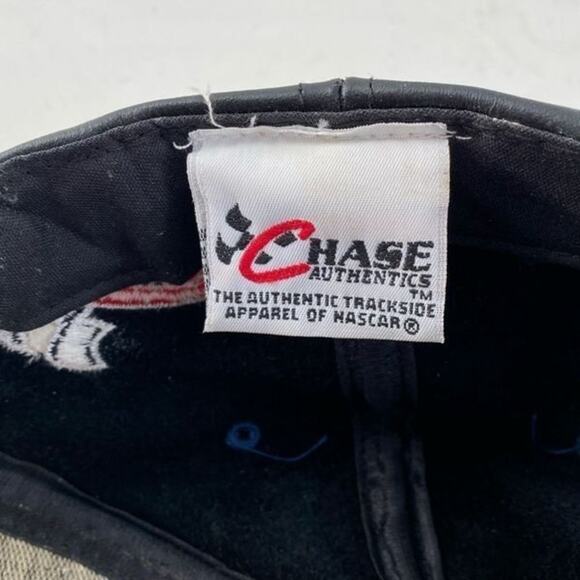 CHASE
AUTHENTICS
TM
THE AUTHENTIC TRACKSIDE
APPAREL OF NASCAR®